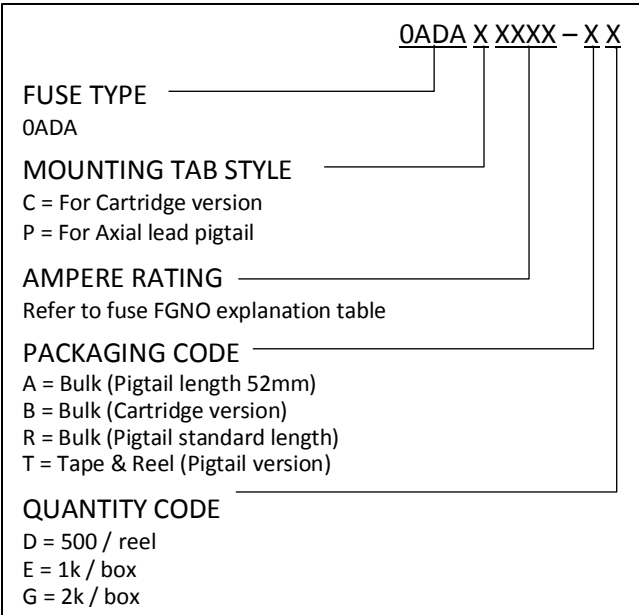 0ADA X XXXX – X X
FUSE TYPE
0ADA
MOUNTING TAB STYLE
C = For Cartridge version
P = For Axial lead pigtail
AMPERE RATING
Refer to fuse FGNO explanation table
PACKAGING CODE
A = Bulk (Pigtail length 52mm)
B = Bulk (Cartridge version)
R = Bulk (Pigtail standard length)
T = Tape & Reel (Pigtail version)
QUANTITY CODE
D = 500 / reel
E = 1k / box
G = 2k / box